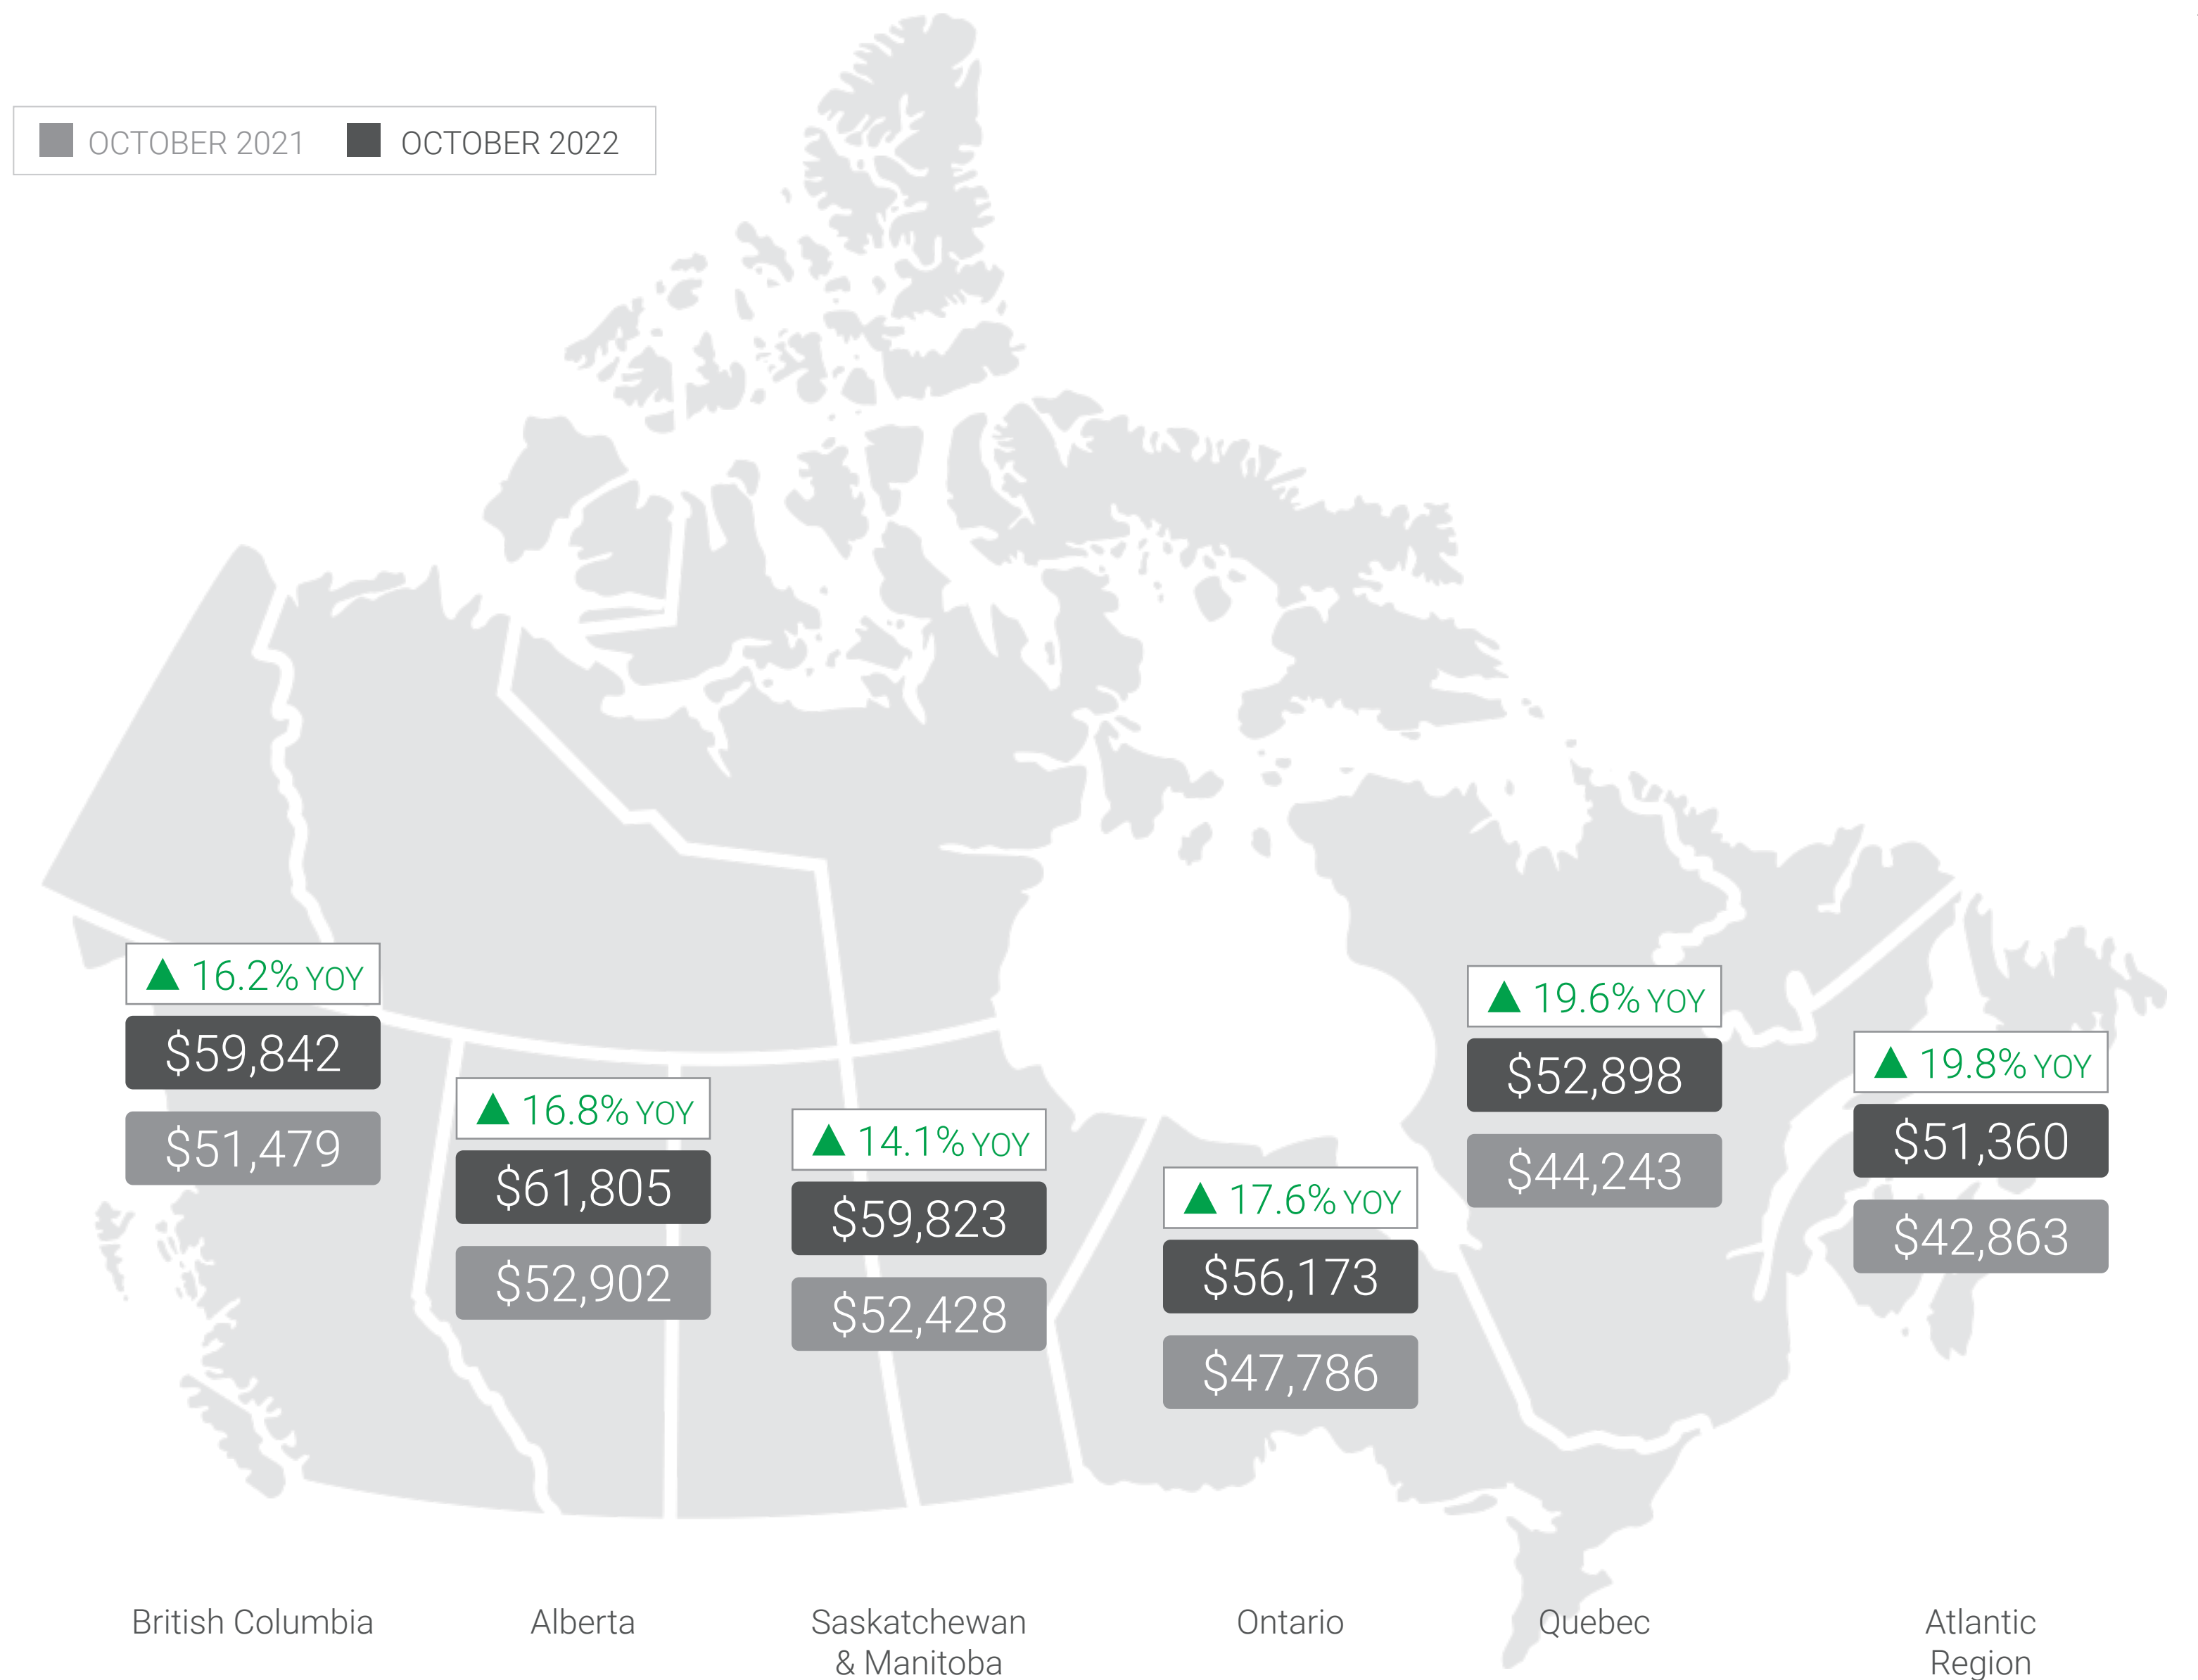 OCTOBER 2021 OCTOBER 2022
▲ 16.2% YOY
$59,842
$51,479
▲ 16.8% YOY
$61,805
$52,902
▲ 14.1% YOY
$59,823
$52,428
▲ 17.6% YOY
$56,173
$47,786
▲ 19.6% YOY
$52,898
$44,243
▲ 19.8% YOY
$51,360
$42,863
British Columbia
Alberta
Saskatchewan
& Manitoba
Ontario
Quebec
Atlantic
Region